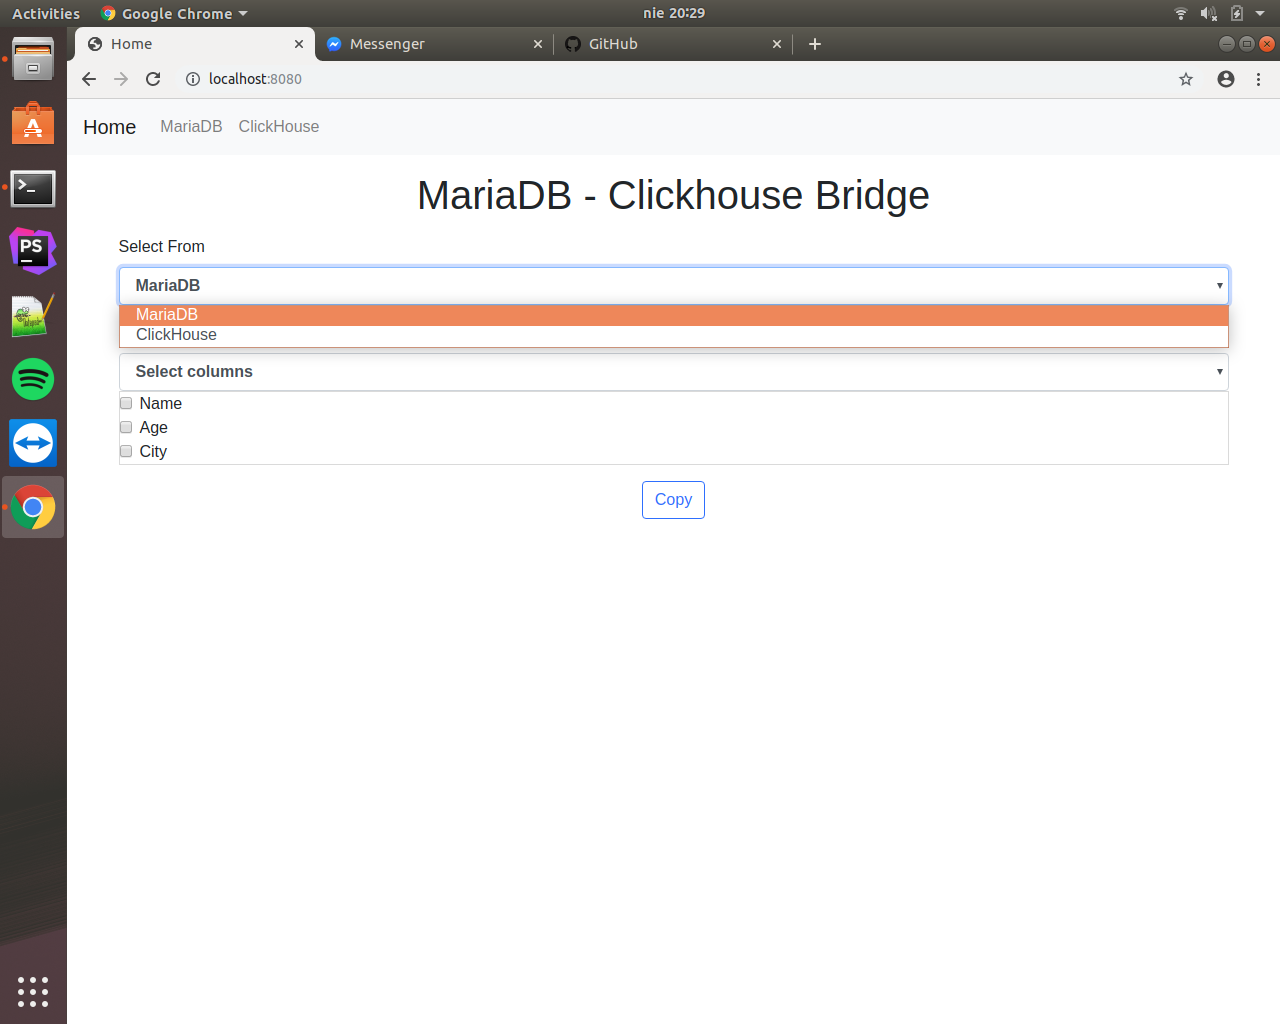 Activities Google Chrome nie 20:29
Home Messenger GitHub
localhost:8080
Home MariaDB ClickHouse
MariaDB - Clickhouse Bridge
Select From
MariaDB
MariaDB
ClickHouse
Select columns
Name
Age
City
Copy
PS